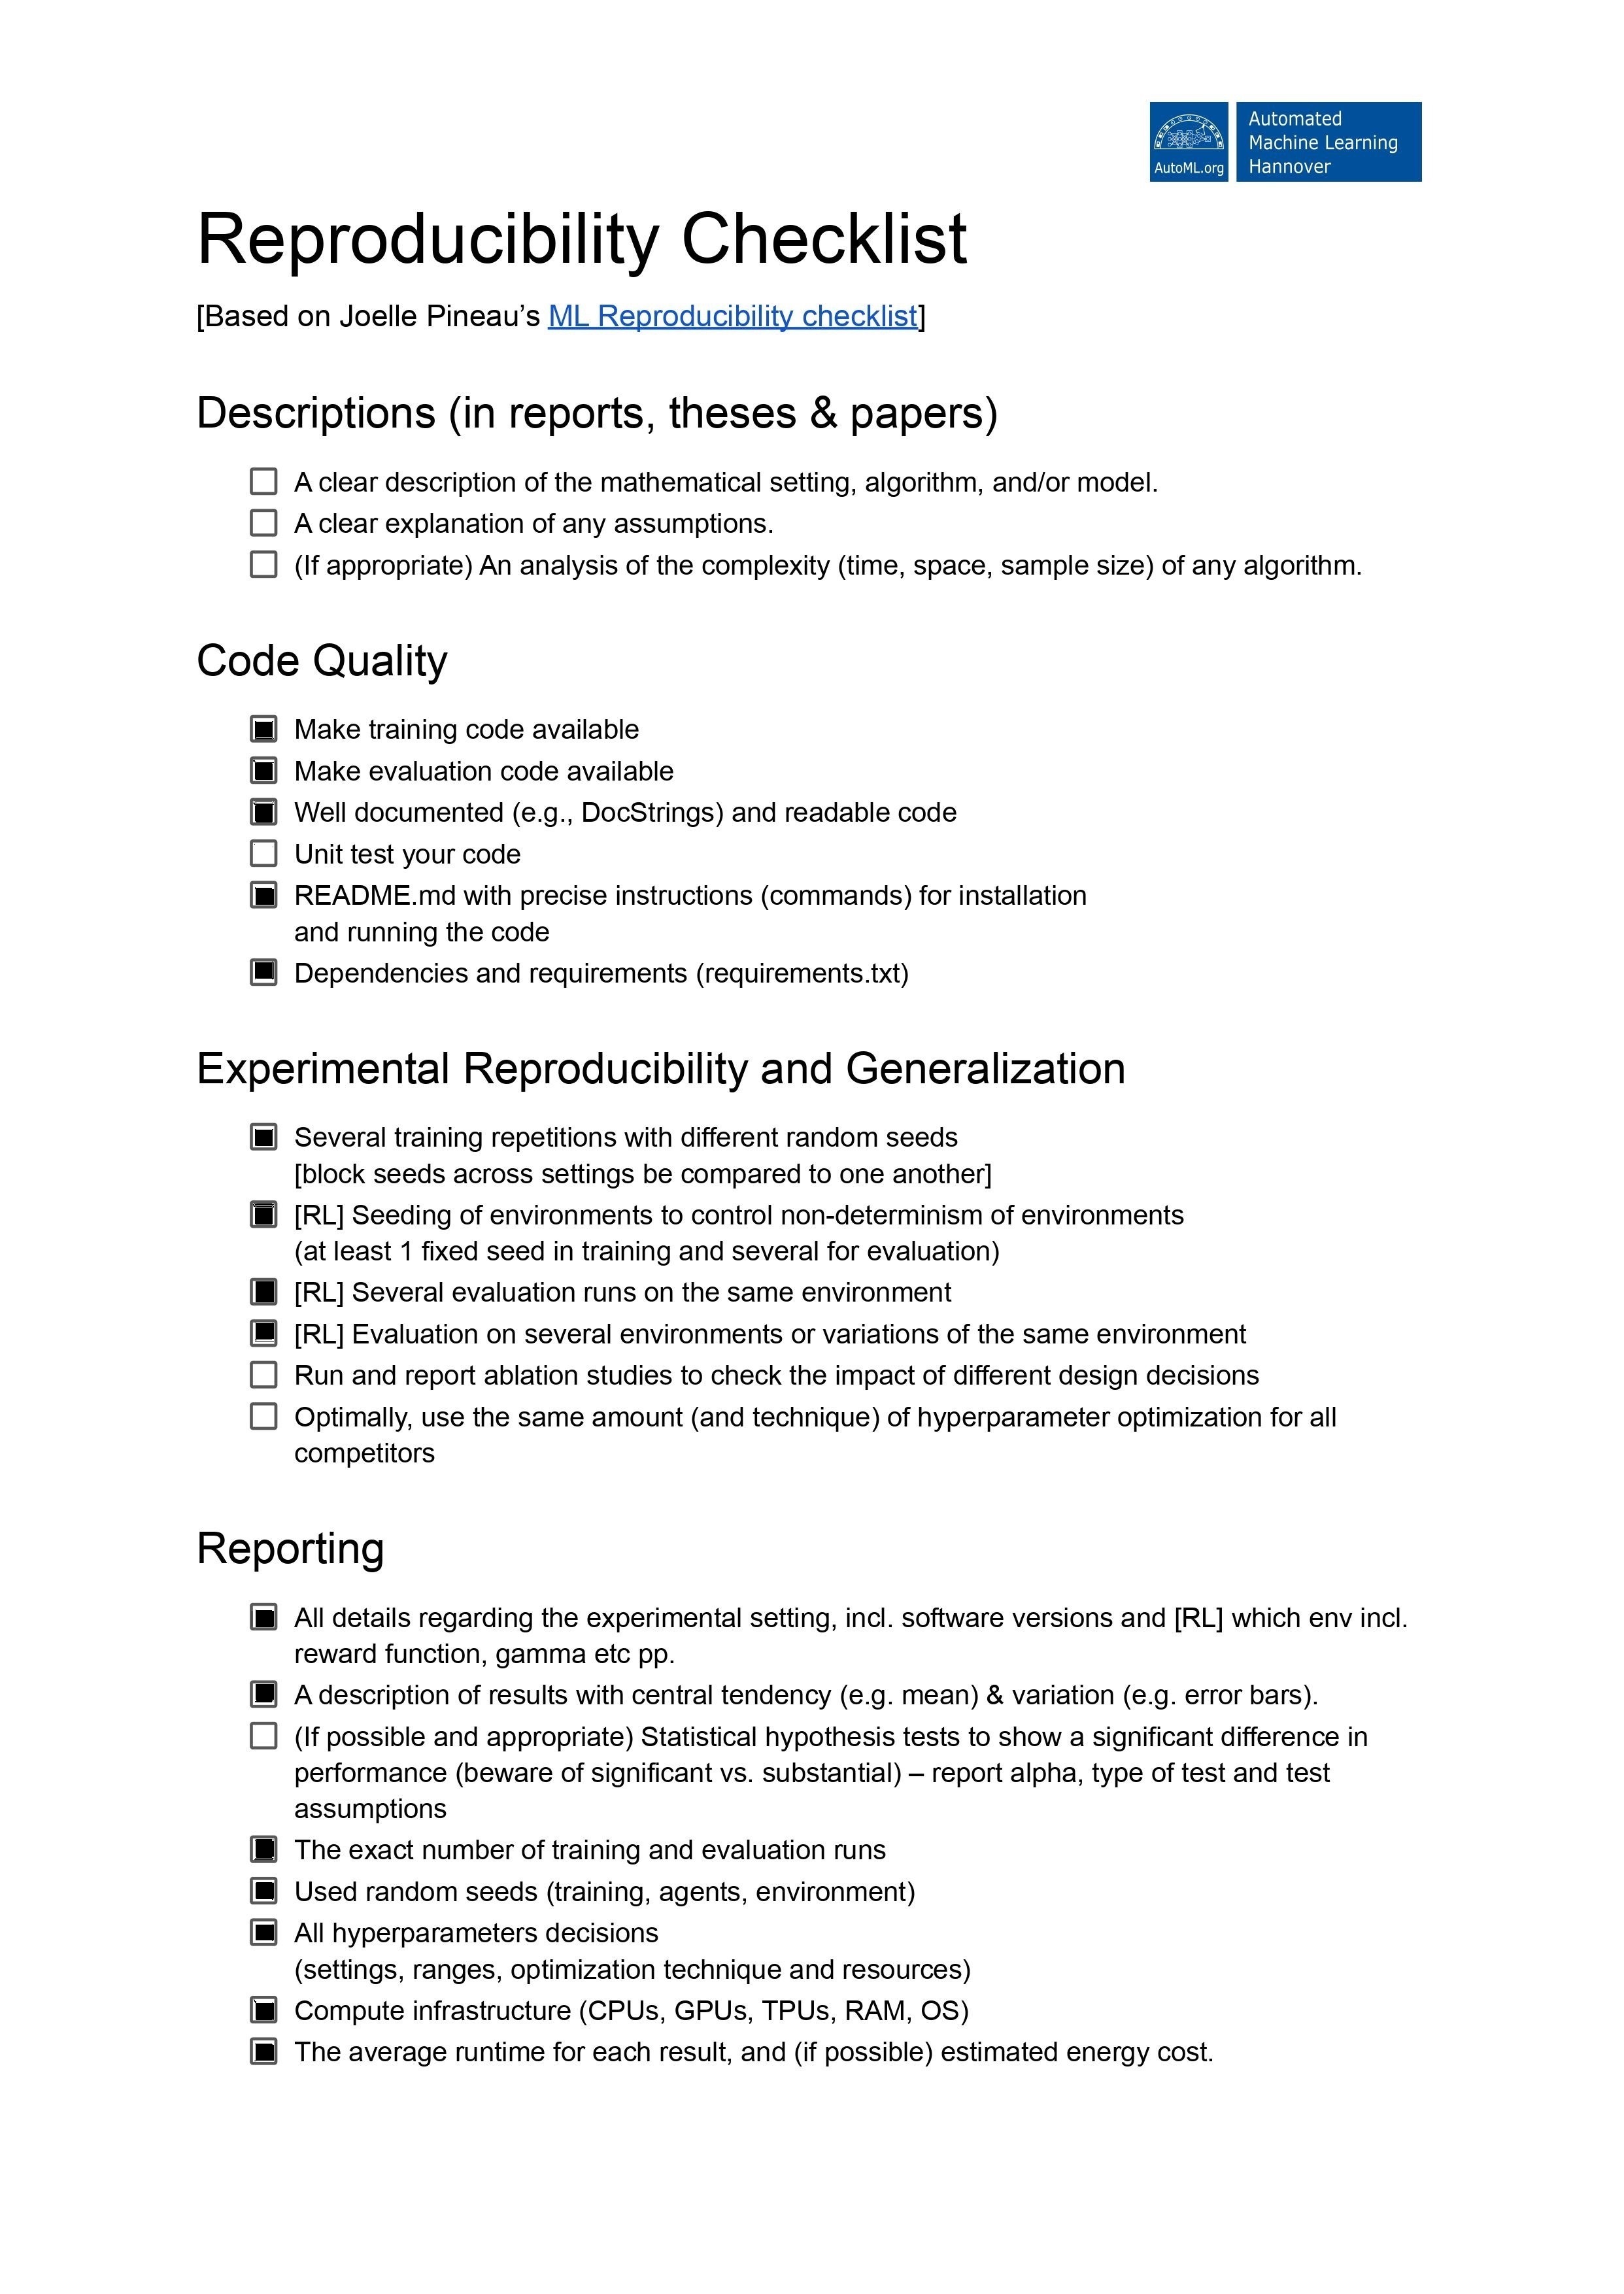 AutoML.org
Automated
Machine Learning
Hannover
Reproducibility Checklist
[Based on Joelle Pineau’s ML Reproducibility checklist]
Descriptions (in reports, theses & papers)
A clear description of the mathematical setting, algorithm, and/or model.
A clear explanation of any assumptions.
(If appropriate) An analysis of the complexity (time, space, sample size) of any algorithm.
Code Quality
Make training code available
Make evaluation code available
Well documented (e.g., DocStrings) and readable code
Unit test your code
README.md with precise instructions (commands) for installation
and running the code
Dependencies and requirements (requirements.txt)
Experimental Reproducibility and Generalization
Several training repetitions with different random seeds
[block seeds across settings be compared to one another]
[RL] Seeding of environments to control non-determinism of environments
(at least 1 fixed seed in training and several for evaluation)
[RL] Several evaluation runs on the same environment
[RL] Evaluation on several environments or variations of the same environment
Run and report ablation studies to check the impact of different design decisions
Optimally, use the same amount (and technique) of hyperparameter optimization for all
competitors
Reporting
All details regarding the experimental setting, incl. software versions and [RL] which env incl.
reward function, gamma etc pp.
A description of results with central tendency (e.g. mean) & variation (e.g. error bars).
(If possible and appropriate) Statistical hypothesis tests to show a significant difference in
performance (beware of significant vs. substantial) – report alpha, type of test and test
assumptions
The exact number of training and evaluation runs
Used random seeds (training, agents, environment)
All hyperparameters decisions
(settings, ranges, optimization technique and resources)
Compute infrastructure (CPUs, GPUs, TPUs, RAM, OS)
The average runtime for each result, and (if possible) estimated energy cost.